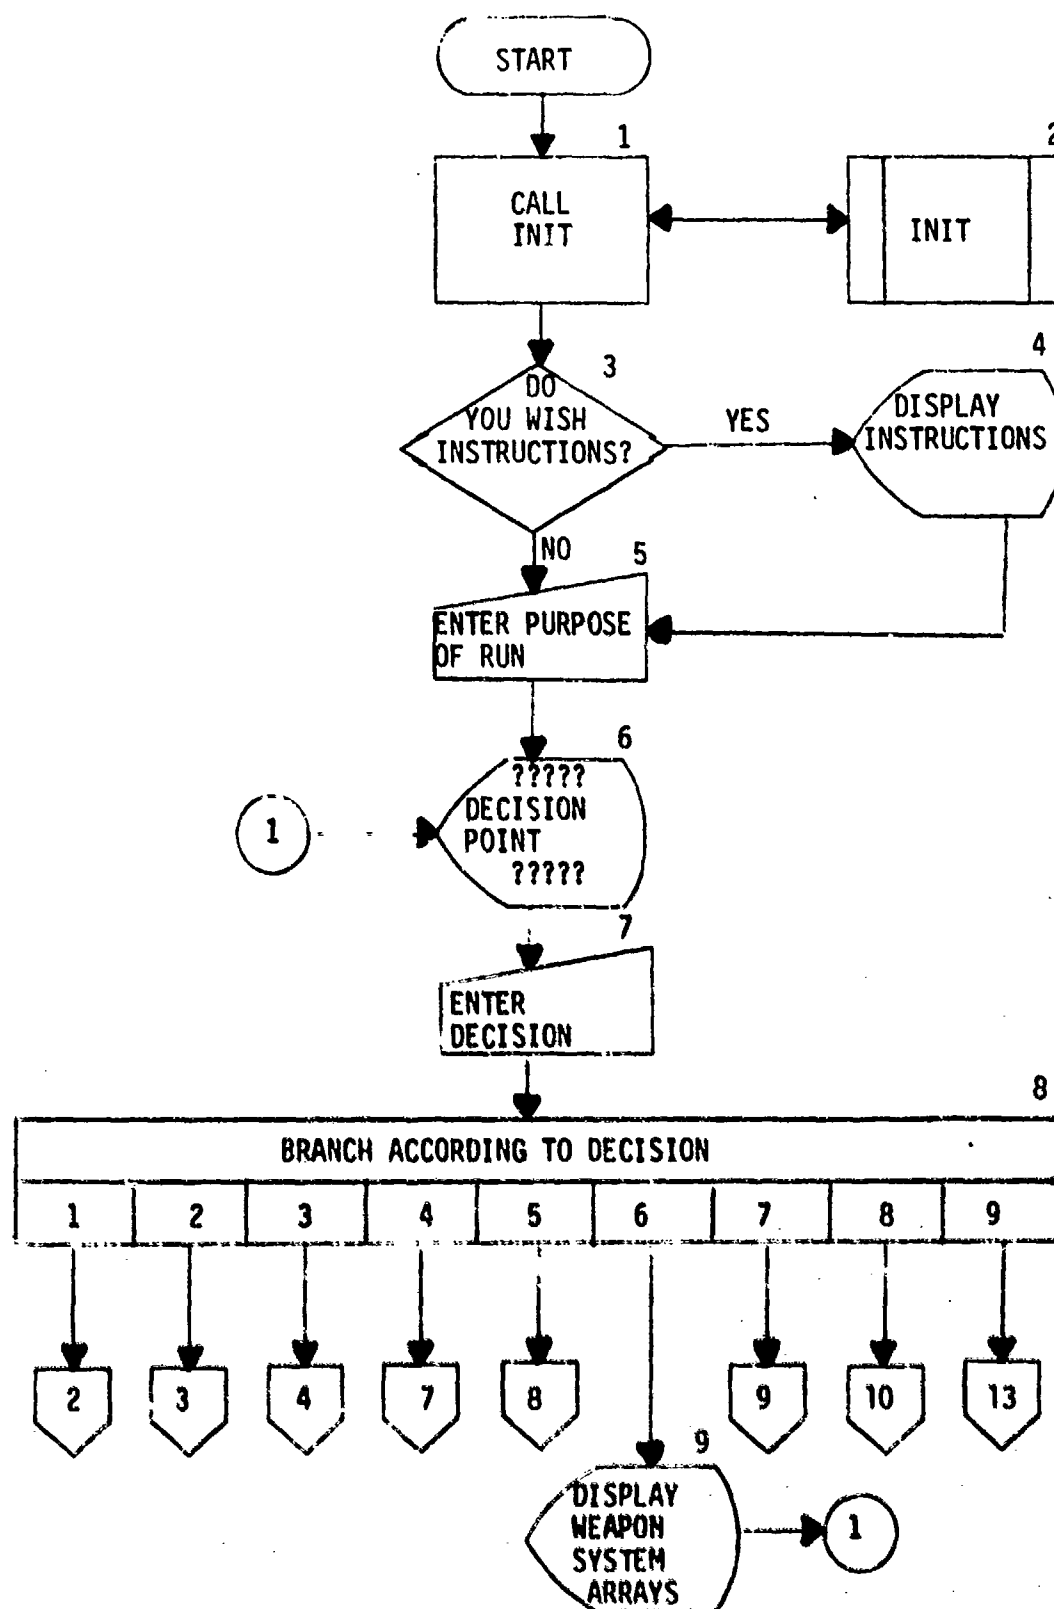 START
1
2
CALL
INIT
INIT
3
4
DO
YOU WISH
INSTRUCTIONS?
YES
DISPLAY
INSTRUCTIONS
NO
5
ENTER PURPOSE
OF RUN
6
?????
DECISION
POINT
?????
1
7
ENTER
DECISION
8
BRANCH ACCORDING TO DECISION
1 2 3 4 5 6 7 8 9
2 3 4 7 8 9 10 13
9
DISPLAY
WEAPON
SYSTEM
ARRAYS
1